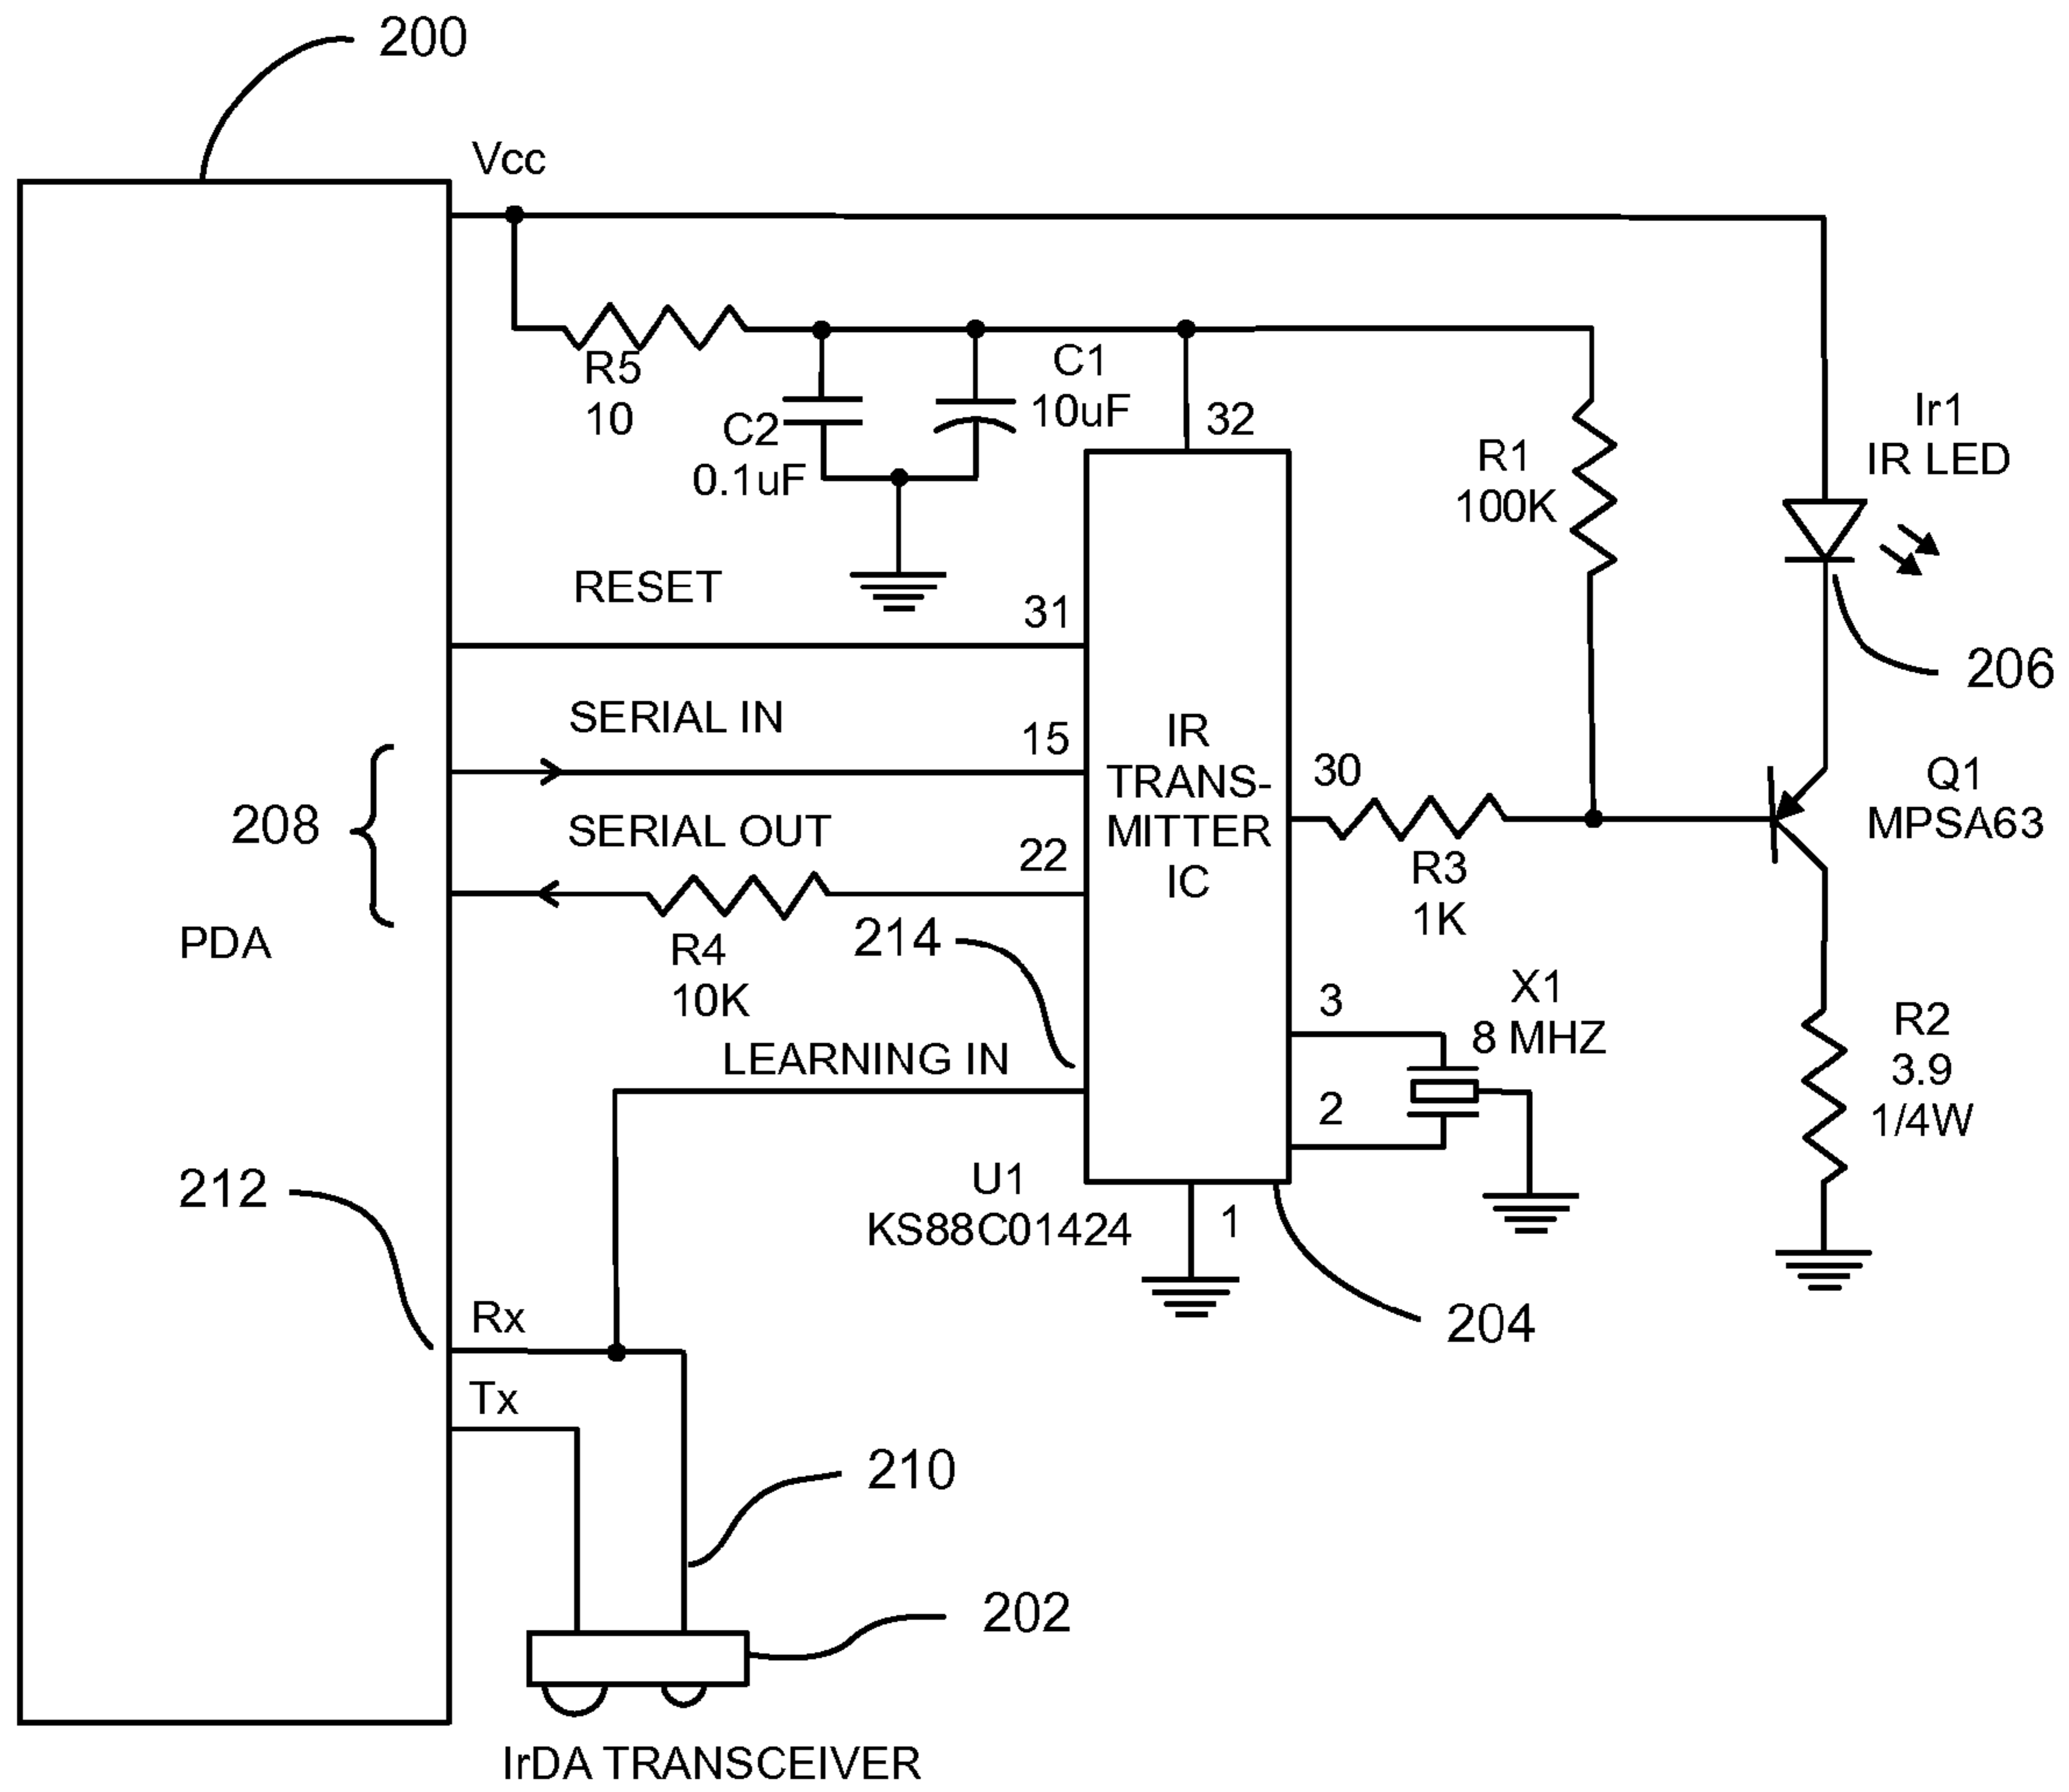 200
Vcc
R5
10
C2
0.1uF
C1
10uF
32
R1
100K
Ir1
IR LED
206
RESET
31
SERIAL IN
15
208
SERIAL OUT
22
PDA
R4
10K
214
IR
TRANS-
MITTER
IC
30
R3
1K
Q1
MPSA63
LEARNING IN
3
X1
8 MHZ
2
R2
3.9
1/4W
212
U1
KS88C01424
1
204
Rx
Tx
210
202
IrDA TRANSCEIVER